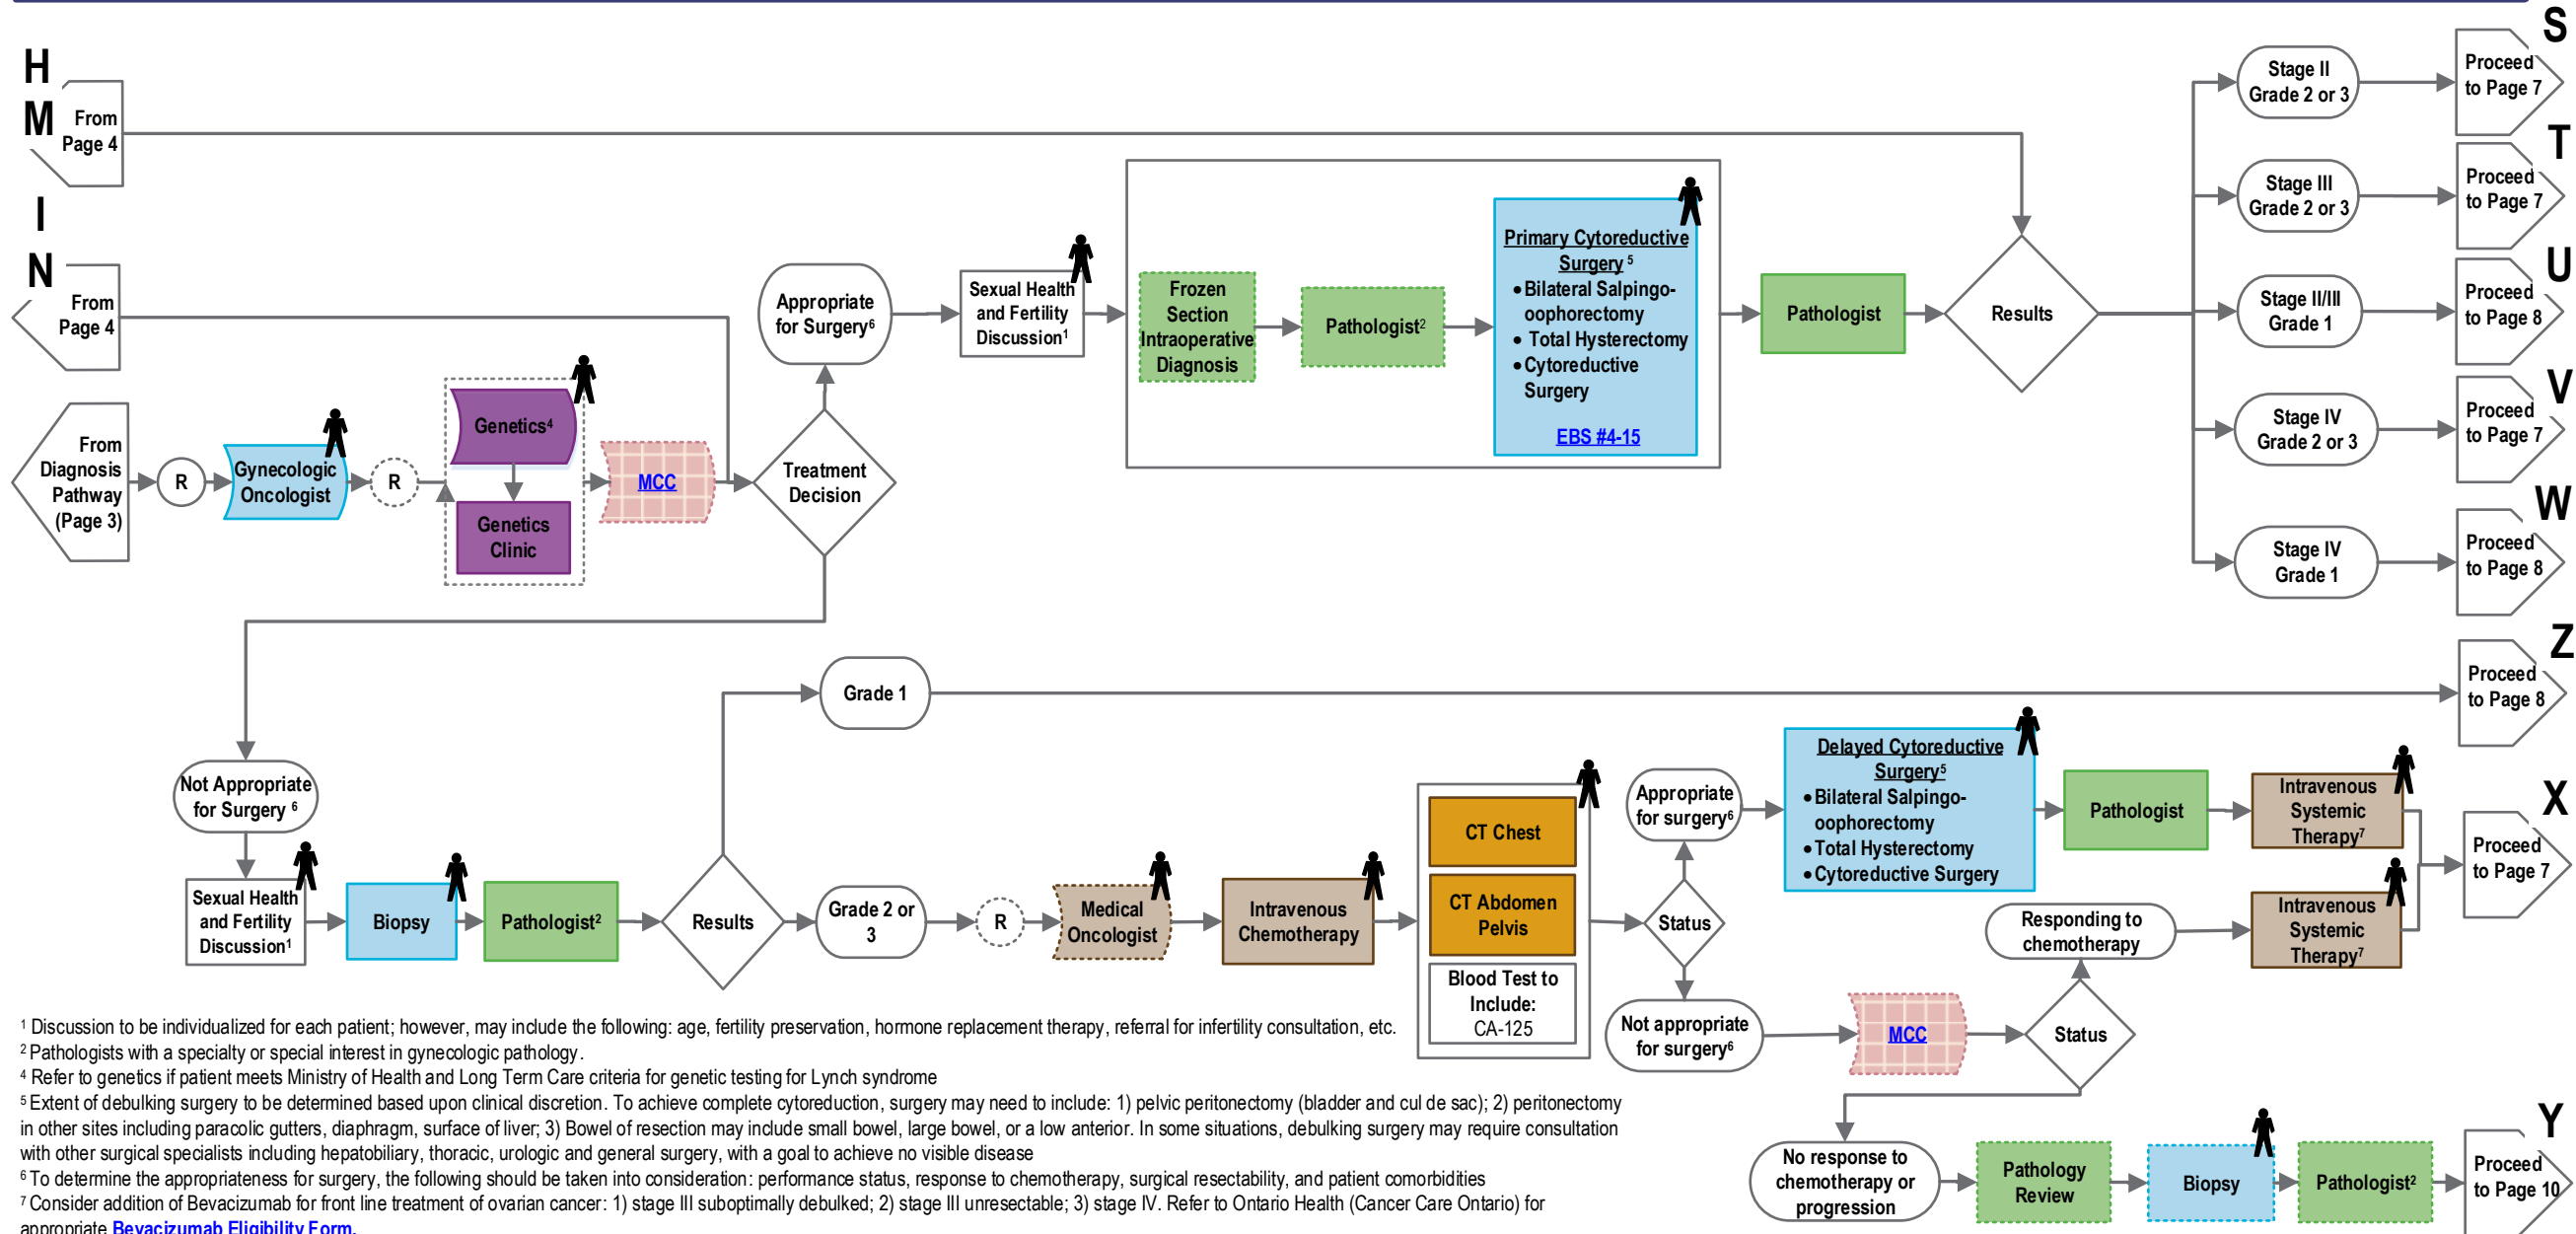 H
M
From
Page 4
I
N
From
Page 4
From
Diagnosis
Pathway
(Page 3)
R
Gynecologic
Oncologist
R
Genetics4
Genetics
Clinic
MCC
Treatment
Decision
Appropriate
for Surgery6
Sexual Health
and Fertility
Discussion1
Frozen
Section
Intraoperative
Diagnosis
Pathologist2
Primary Cytoreductive
Surgery 5
• Bilateral Salpingo-
oophorectomy
• Total Hysterectomy
• Cytoreductive
Surgery
EBS #4-15
Pathologist
Results
Stage II
Grade 2 or 3
Proceed
to Page 7
S
Stage III
Grade 2 or 3
Proceed
to Page 7
T
Stage II/III
Grade 1
Proceed
to Page 8
U
Stage IV
Grade 2 or 3
Proceed
to Page 7
V
Stage IV
Grade 1
Proceed
to Page 8
W
Not Appropriate
for Surgery 6
Sexual Health
and Fertility
Discussion1
Biopsy
Pathologist2
Results
Grade 1
Proceed
to Page 8
Z
Grade 2 or
3
R
Medical
Oncologist
Intravenous
Chemotherapy
CT Chest
CT Abdomen
Pelvis
Blood Test to
Include:
CA-125
Status
Appropriate
for surgery6
Delayed Cytoreductive
Surgery5
• Bilateral Salpingo-
oophorectomy
• Total Hysterectomy
• Cytoreductive Surgery
Pathologist
Intravenous
Systemic
Therapy7
Proceed
to Page 7
X
Not appropriate
for surgery6
MCC
Status
Responding to
chemotherapy
Intravenous
Systemic
Therapy7
No response to
chemotherapy or
progression
Pathology
Review
Biopsy
Pathologist2
Proceed
to Page 10
Y
1 Discussion to be individualized for each patient; however, may include the following: age, fertility preservation, hormone replacement therapy, referral for infertility consultation, etc.
2 Pathologists with a specialty or special interest in gynecologic pathology.
4 Refer to genetics if patient meets Ministry of Health and Long Term Care criteria for genetic testing for Lynch syndrome
5 Extent of debulking surgery to be determined based upon clinical discretion. To achieve complete cytoreduction, surgery may need to include: 1) pelvic peritonectomy (bladder and cul de sac); 2) peritonectomy
in other sites including paracolic gutters, diaphragm, surface of liver; 3) Bowel of resection may include small bowel, large bowel, or a low anterior. In some situations, debulking surgery may require consultation
with other surgical specialists including hepatobiliary, thoracic, urologic and general surgery, with a goal to achieve no visible disease
6 To determine the appropriateness for surgery, the following should be taken into consideration: performance status, response to chemotherapy, surgical resectability, and patient comorbidities
7 Consider addition of Bevacizumab for front line treatment of ovarian cancer: 1) stage III suboptimally debulked; 2) stage III unresectable; 3) stage IV. Refer to Ontario Health (Cancer Care Ontario) for
appropriate Bevacizumab Eligibility Form.